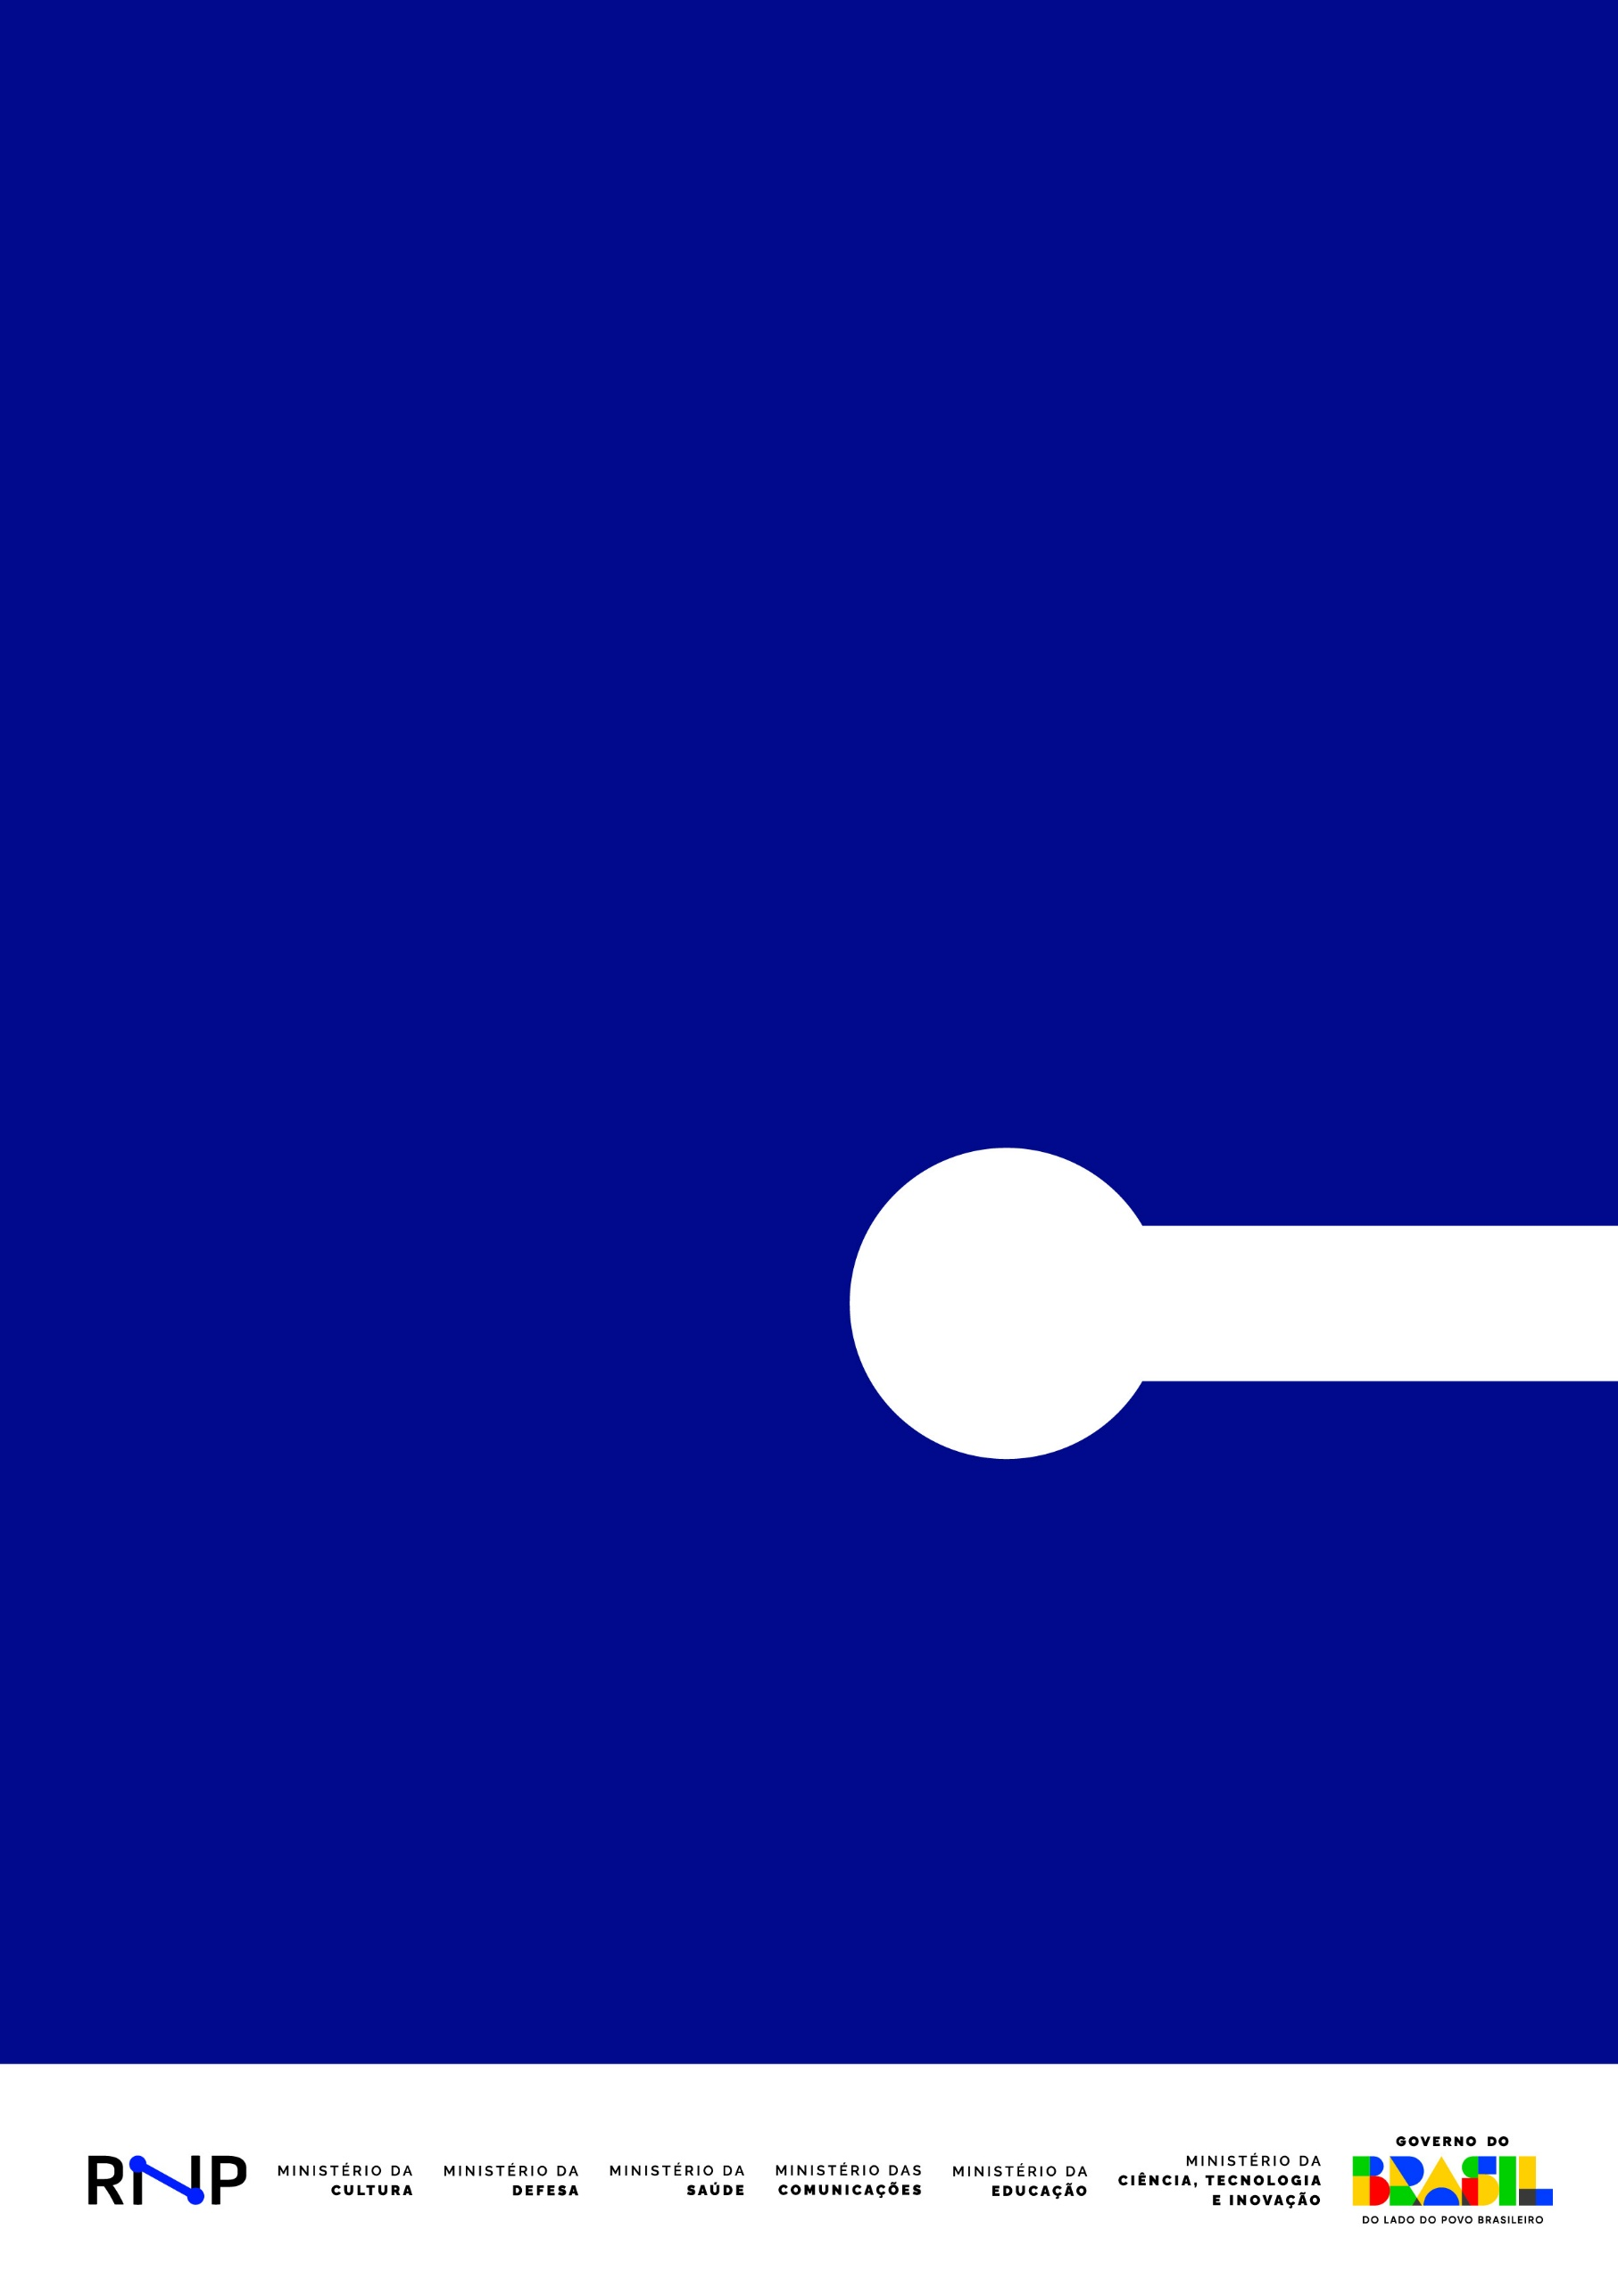 RNP
MINISTÉRIO DA
CULTURA
MINISTÉRIO DA
DEFESA
MINISTÉRIO DA
SAÚDE
MINISTÉRIO DAS
COMUNICAÇÕES
MINISTÉRIO DA
EDUCAÇÃO
MINISTÉRIO DA
CIÊNCIA, TECNOLOGIA
E INOVAÇÃO
GOVERNO DO
BRASIL
DO LADO DO POVO BRASILEIRO